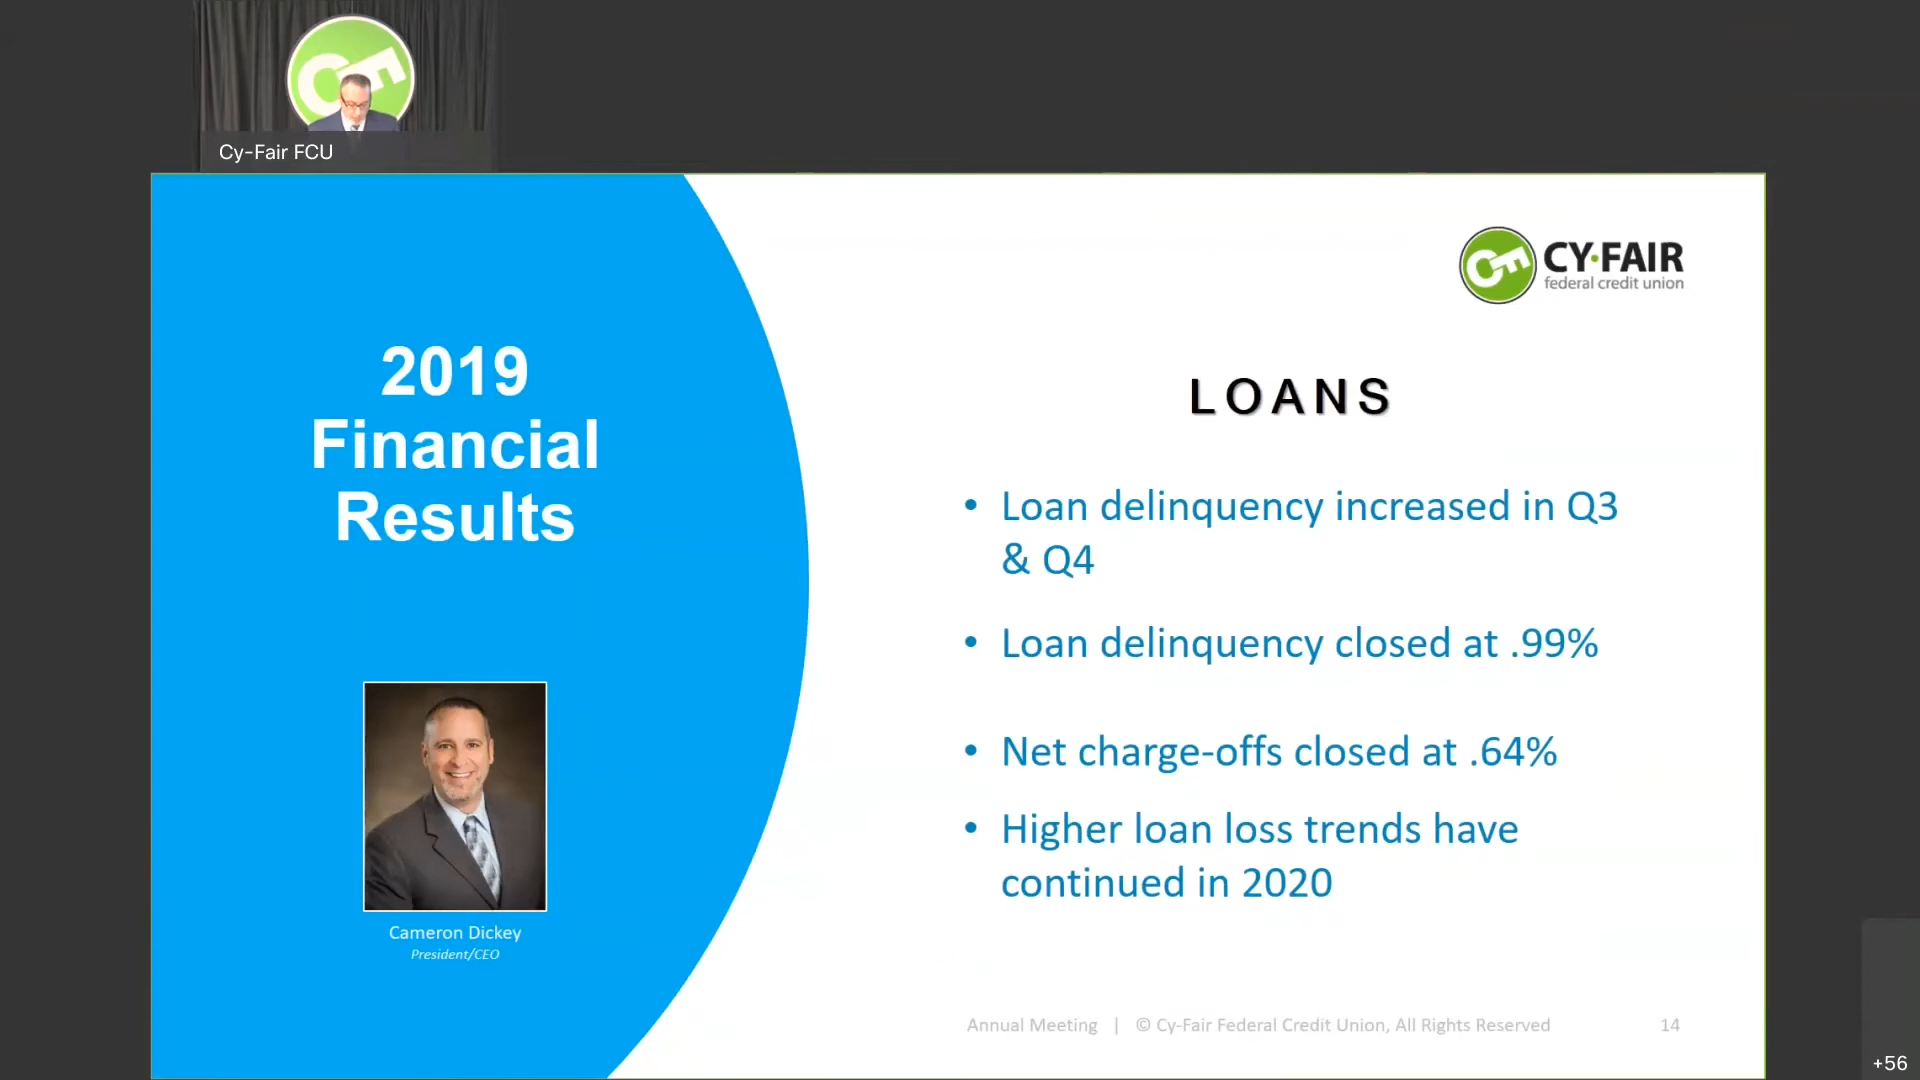 Cy-Fair FCU
CY·FAIR
federal credit union
2019
Financial
Results
Cameron Dickey
President/CEO
LOANS
• Loan delinquency increased in Q3
& Q4
• Loan delinquency closed at .99%
• Net charge-offs closed at .64%
• Higher loan loss trends have
continued in 2020
Annual Meeting | © Cy-Fair Federal Credit Union, All Rights Reserved 14
+56